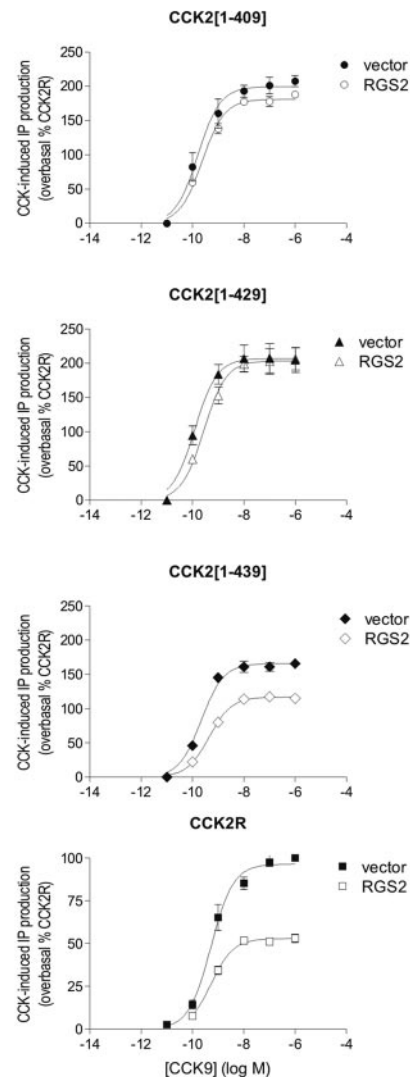 CCK2[1-409]
CCK-induced IP production
(overbasal % CCK2R)
250
200
150
100
50
0
-14 -12 -10 -8 -6 -4
vector
RGS2
CCK2[1-429]
CCK-induced IP production
(overbasal % CCK2R)
250
200
150
100
50
0
-14 -12 -10 -8 -6 -4
vector
RGS2
CCK2[1-439]
CCK-induced IP production
(overbasal % CCK2R)
250
200
150
100
50
0
-14 -12 -10 -8 -6 -4
vector
RGS2
CCK2R
CCK-induced IP production
(overbasal % CCK2R)
100
75
50
25
0
-14 -12 -10 -8 -6 -4
vector
RGS2
[CCK9] (log M)